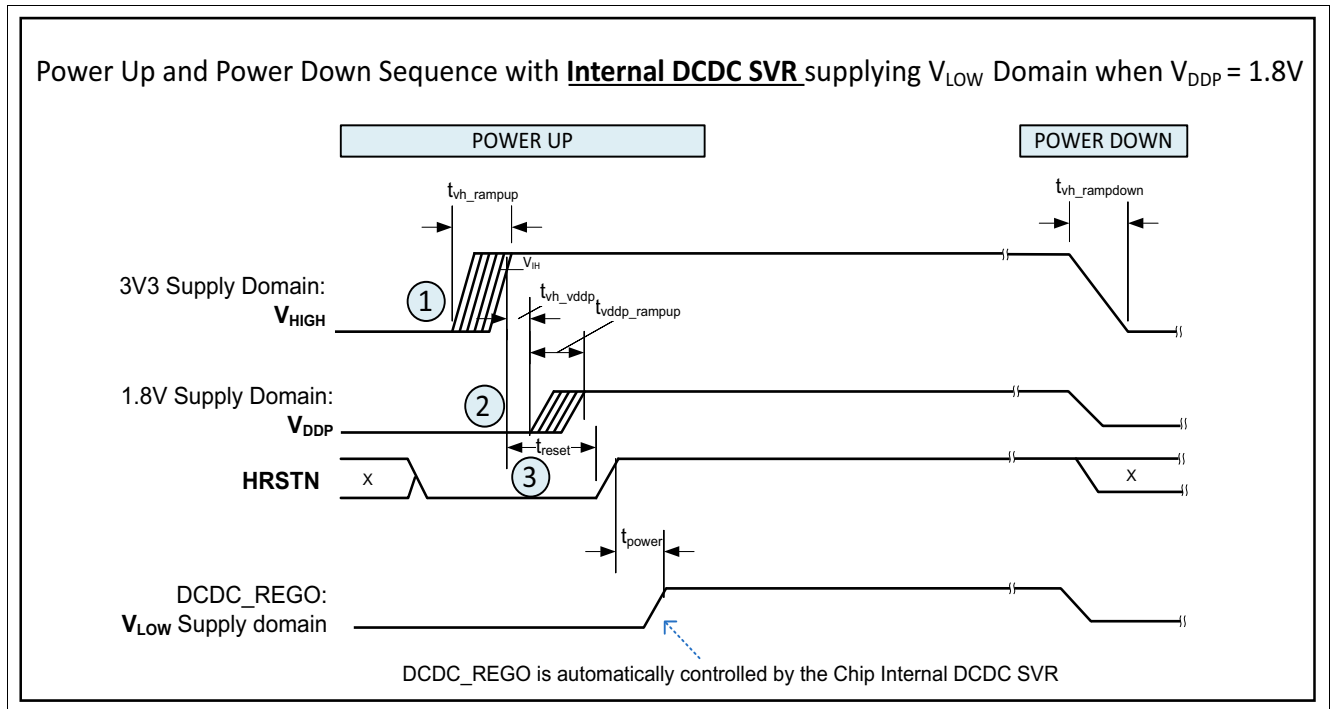 Power Up and Power Down Sequence with Internal DCDC SVR supplying VLOW Domain when VDDP = 1.8V
POWER UP
POWER DOWN
tvh_rampup
tvh_rampdown
VIH
3V3 Supply Domain:
VHIGH
1
tvh_vddp
tvddp_rampup
1.8V Supply Domain:
VDDP
2
treset
HRSTN
X
3
X
tpower
DCDC_REGO:
VLOW Supply domain
DCDC_REGO is automatically controlled by the Chip Internal DCDC SVR